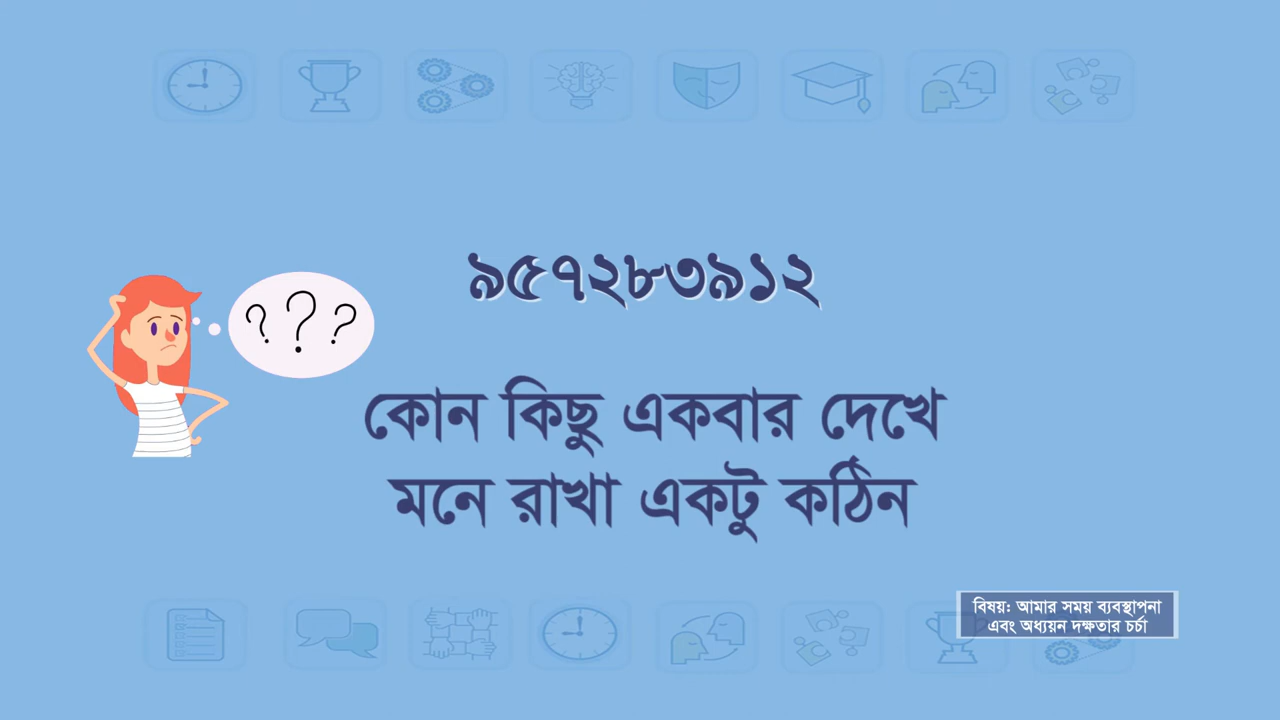 ৯৫৭২৮৩৯১২
? ? ?
কোন কিছু একবার দেখে
মনে রাখা একটু কঠিন
বিষয়: আমার সময় ব্যবস্থাপনা
এবং অধ্যয়ন দক্ষতার চর্চা